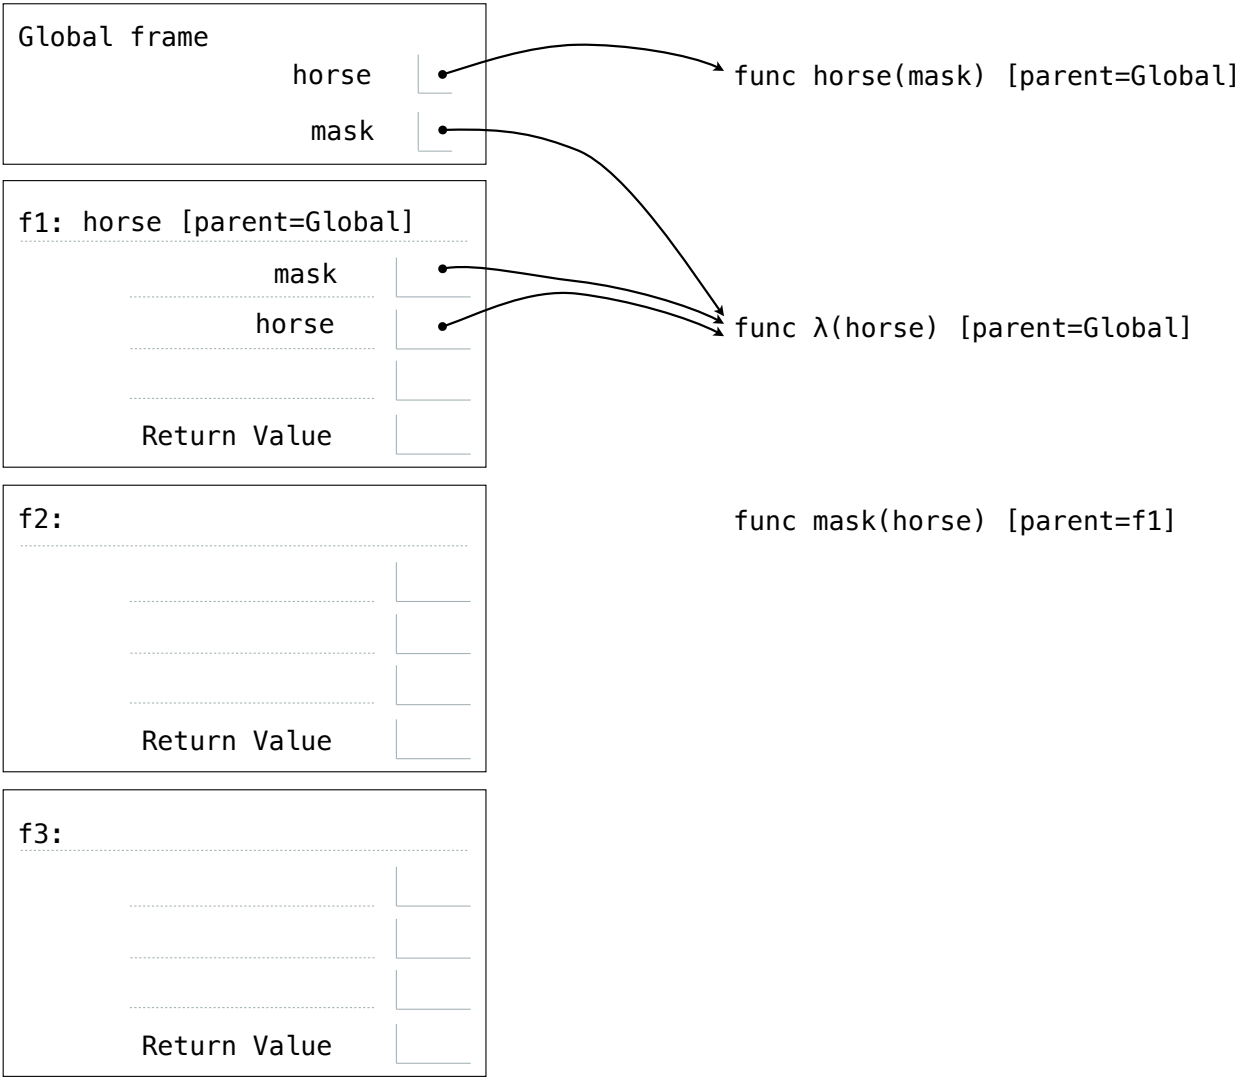 Global frame
horse
func horse(mask) [parent=Global]
mask
f1: horse [parent=Global]
mask
horse
func λ(horse) [parent=Global]
Return Value
f2:
func mask(horse) [parent=f1]
Return Value
f3:
Return Value